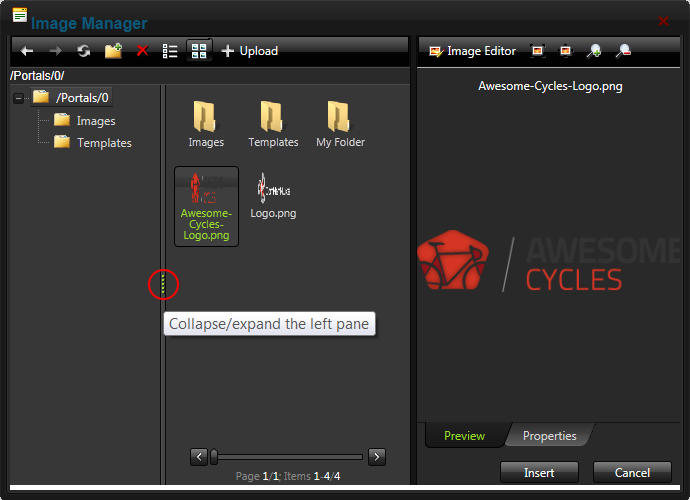 Image Manager
Upload
Image Editor
/Portals/0/
/Portals/0
Images
Templates
Images
Templates
My Folder
Awesome-
Cycles-
Logo.png
Logo.png
Collapse/expand the left pane
Page 1/1; Items 1-4/4
Awesome-Cycles-Logo.png
AWESOME
CYCLES
Preview
Properties
Insert
Cancel